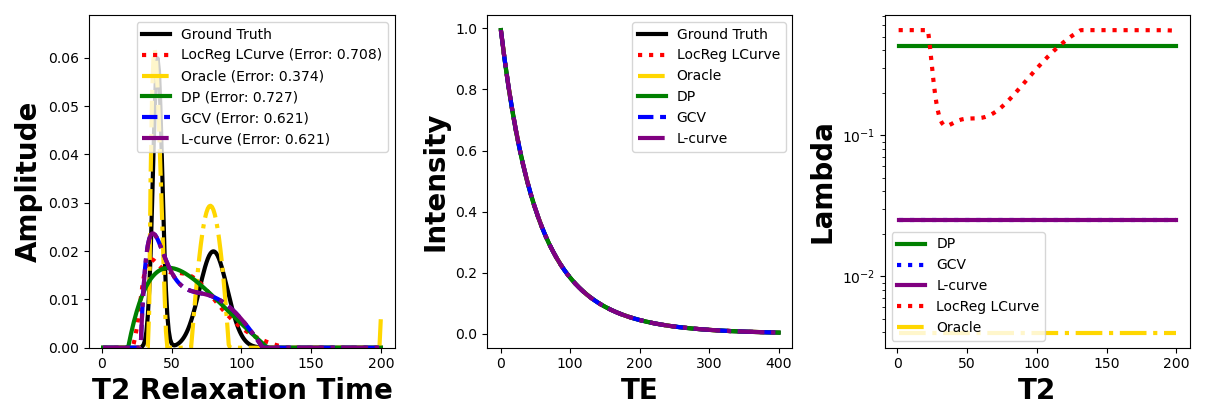 Amplitude
0.06
0.05
0.04
0.03
0.02
0.01
0.00
0
50
100
150
200
T2 Relaxation Time
Ground Truth
LocReg LCurve (Error: 0.708)
Oracle (Error: 0.374)
DP (Error: 0.727)
GCV (Error: 0.621)
L-curve (Error: 0.621)
Intensity
1.0
0.8
0.6
0.4
0.2
0.0
0
100
200
300
400
TE
Ground Truth
LocReg LCurve
Oracle
DP
GCV
L-curve
Lambda
10⁻¹
10⁻²
0
50
100
150
200
T2
DP
GCV
L-curve
LocReg LCurve
Oracle